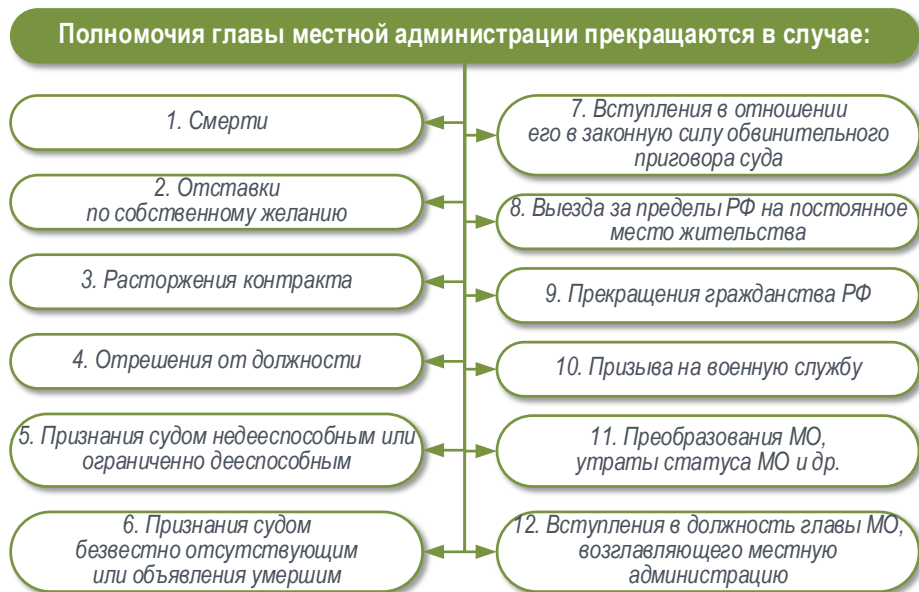 Полномочия главы местной администрации прекращаются в случае:
1. Смерти
2. Отставки
по собственному желанию
3. Расторжения контракта
4. Отрешения от должности
5. Признания судом недееспособным или
ограниченно дееспособным
6. Признания судом
безвестно отсутствующим
или объявления умершим
7. Вступления в отношении
его в законную силу обвинительного
приговора суда
8. Выезда за пределы РФ на постоянное
место жительства
9. Прекращения гражданства РФ
10. Призыва на военную службу
11. Преобразования МО,
утраты статуса МО и др.
12. Вступления в должность главы МО,
возглавляющего местную
администрацию